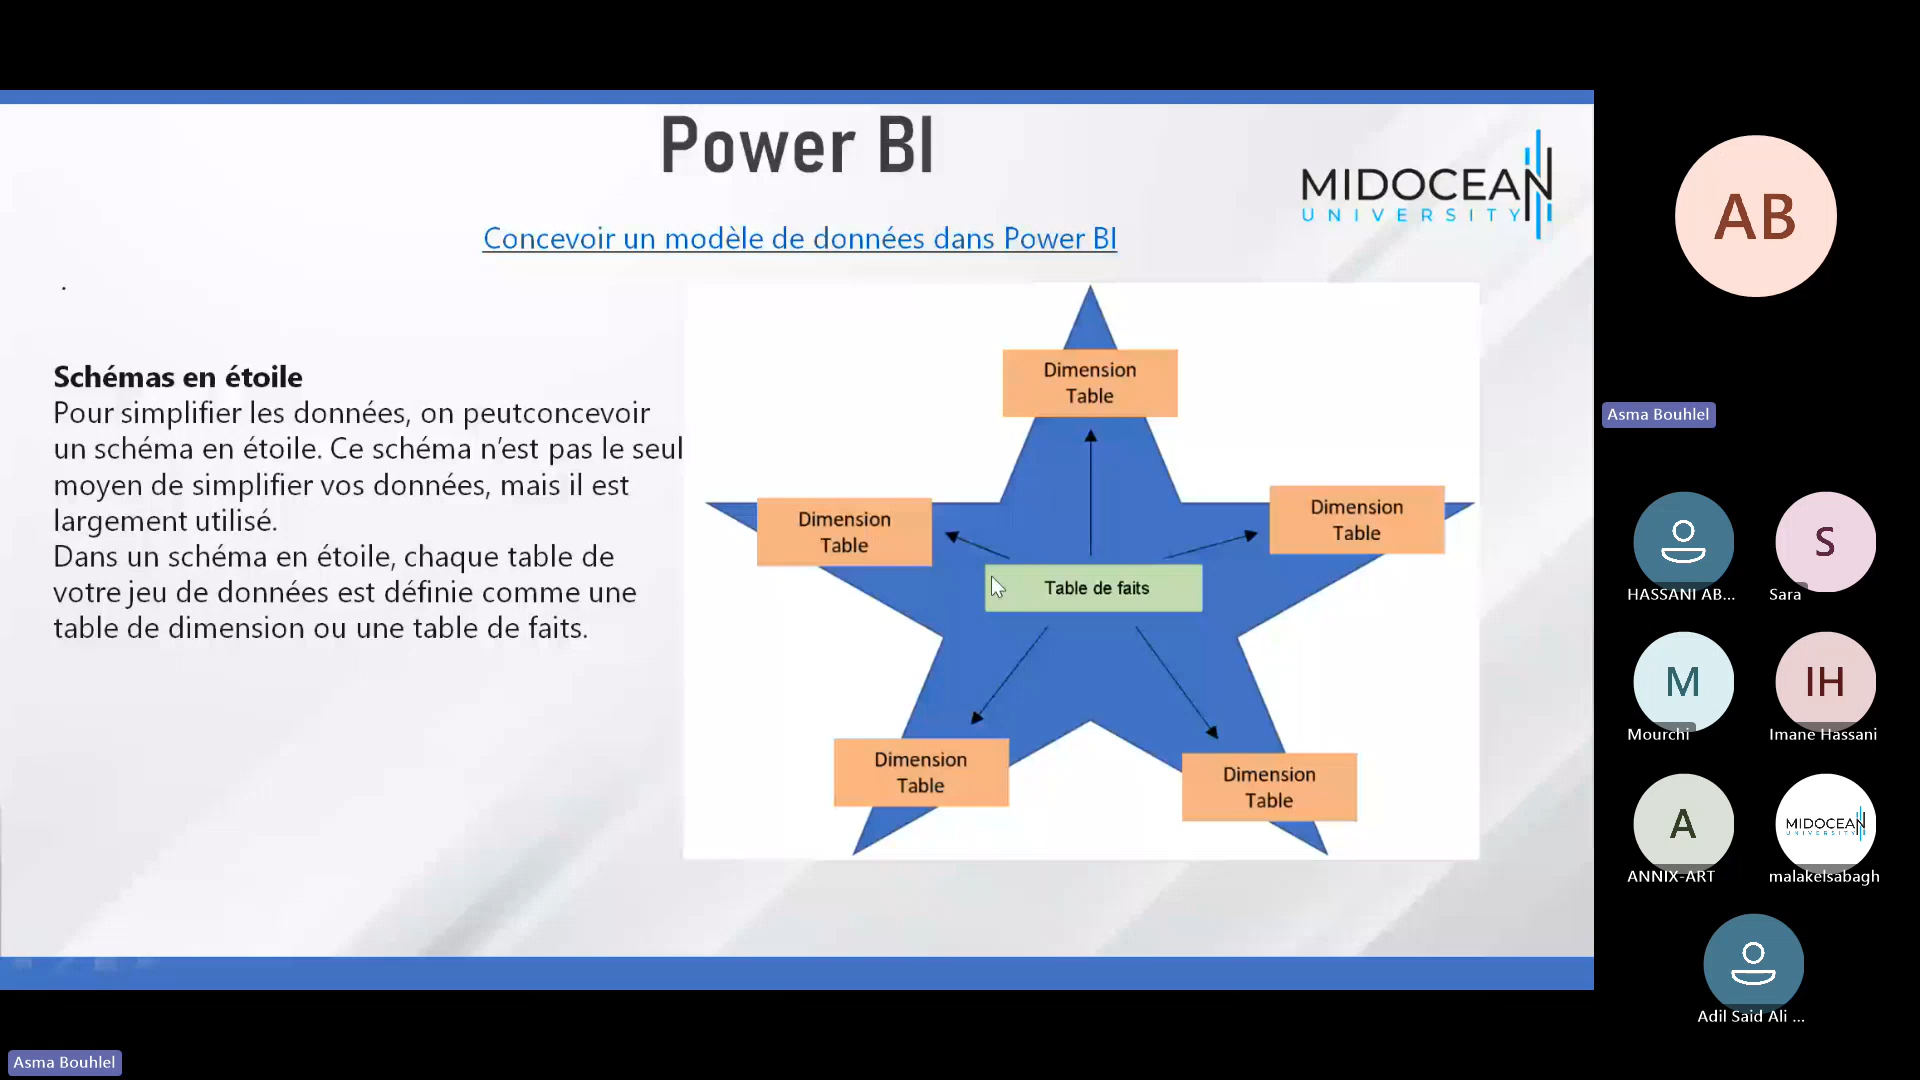 Power BI
MIDOCEAN
UNIVERSITY
Concevoir un modèle de données dans Power BI
.
Schémas en étoile
Pour simplifier les données, on peutconcevoir
un schéma en étoile. Ce schéma n’est pas le seul
moyen de simplifier vos données, mais il est
largement utilisé.
Dans un schéma en étoile, chaque table de
votre jeu de données est définie comme une
table de dimension ou une table de faits.
Dimension
Table
Dimension
Table
Dimension
Table
Table de faits
Dimension
Table
Dimension
Table
AB
Asma Bouhlel
HASSANI AB...
S
Sara
M
Mourchi
IH
Imane Hassani
A
ANNIX-ART
MIDOCEAN
UNIVERSITY
malakelsabagh
Adil Said Ali ...
Asma Bouhlel